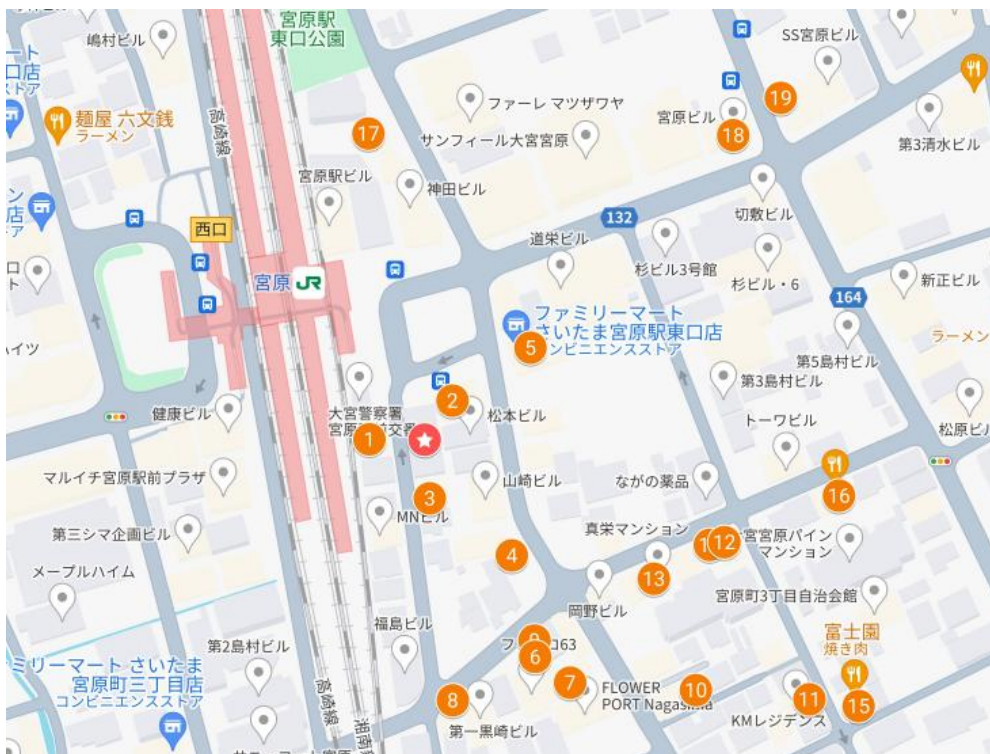 嶋村ビル
宮原駅
東口公園
SS宮原ビル
麺屋 六文銭
ラーメン
高崎線
ファーレ マツザワヤ
宮原ビル
19
17
サンフィール大宮宮原
18
第3清水ビル
宮原駅ビル
神田ビル
切敷ビル
132
西口
道栄ビル
杉ビル3号館
杉ビル・6
新正ビル
宮原 JR
164
ファミリーマート
さいたま宮原駅東口店
ンビニエンスストア
5
ラーメン
第5島村ビル
第3島村ビル
健康ビル
大宮警察署
2
松本ビル
トーワビル
1
マルイチ宮原駅前プラザ
山崎ビル
ながの薬品
3
16
MNビル
第三シマ企画ビル
真栄マンション
12
宮宮原パイン
マンション
4
メープルハイム
13
岡野ビル
宮原町3丁目自治会館
福島ビル
富士園
焼き肉
第2島村ビル
9
63
6
ミリーマート さいたま
宮原町三丁目店
コンビニエンスストア
7
FLOWER
PORT Nagasima
10
11
8
15
第一黒崎ビル
KMレジデンス
高崎線